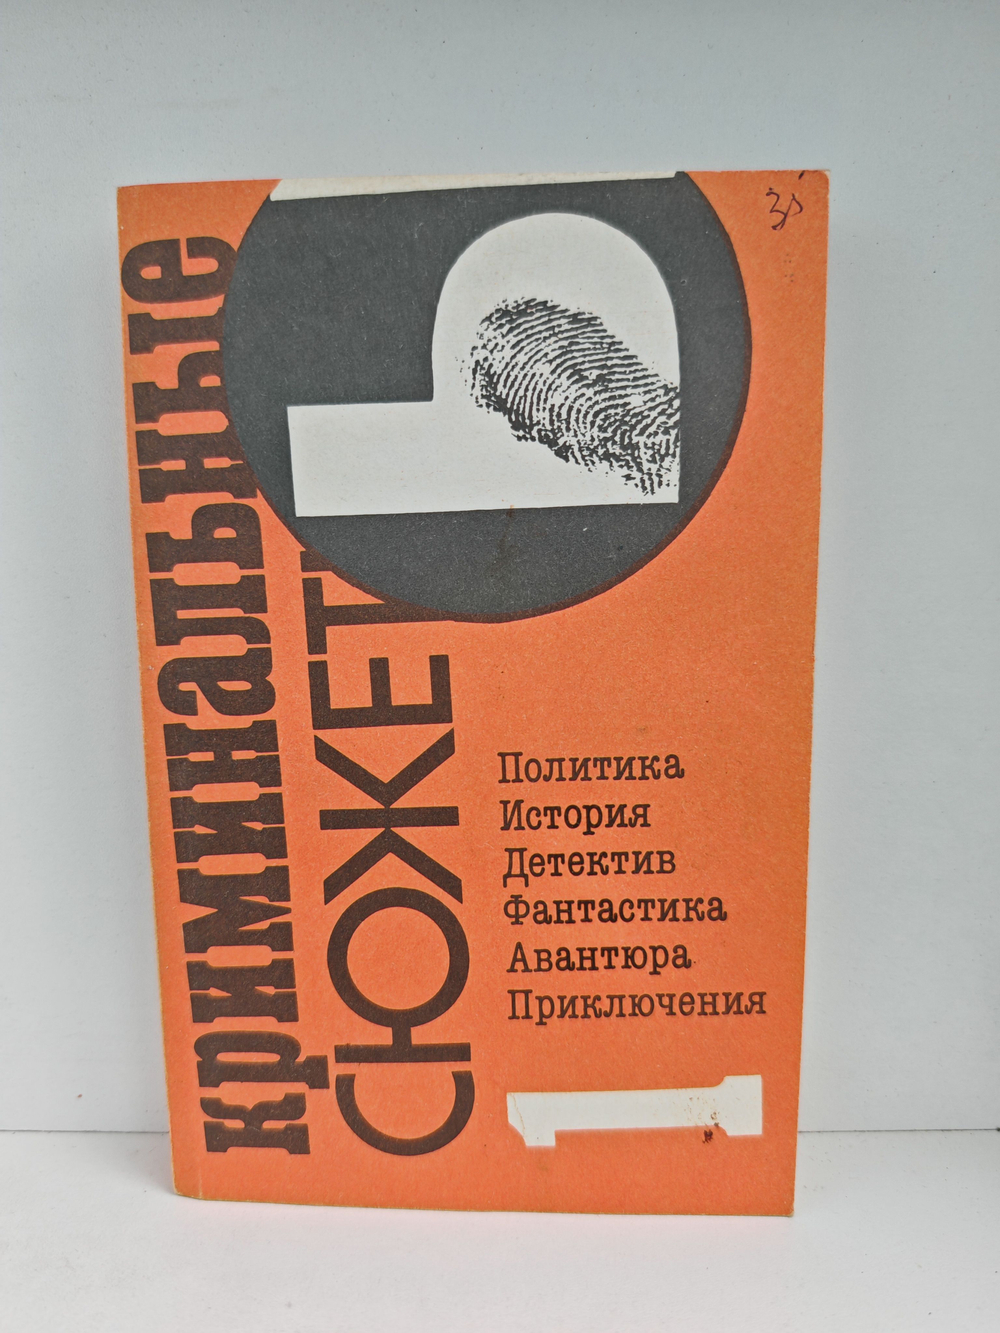 криминальные
СЮЖЕТЫ
Политика
История
Детектив
Фантастика
Авантюра
Приключения
1